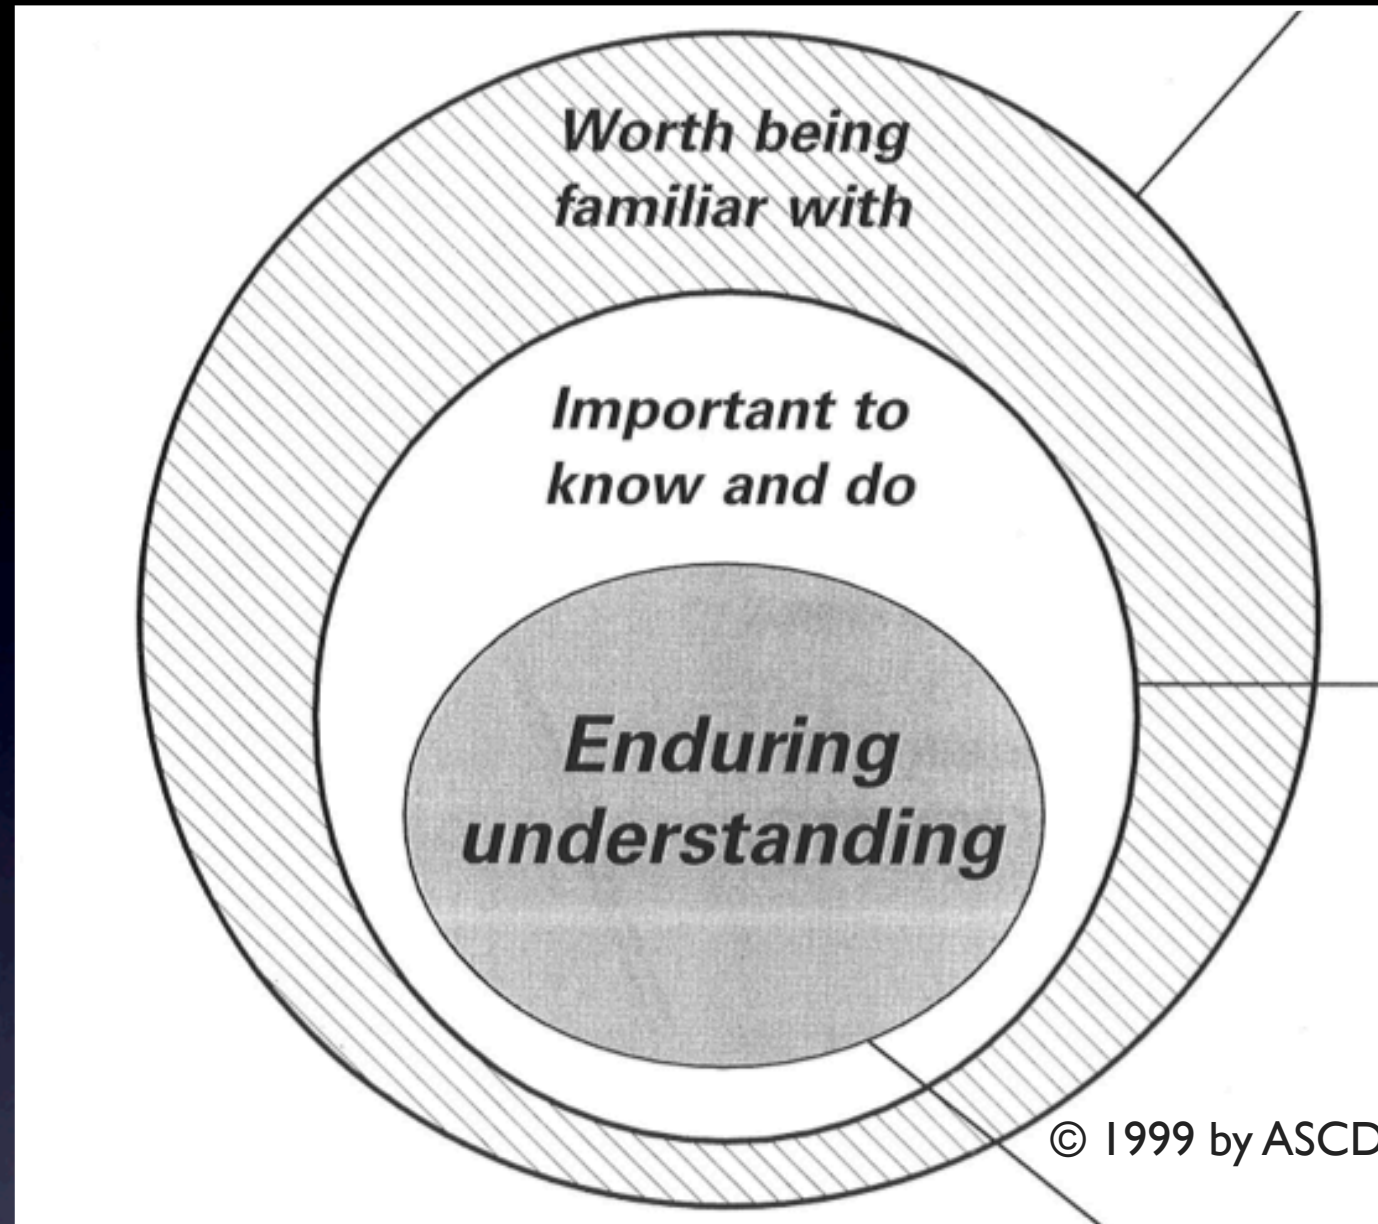 Worth being
familiar with
Important to
know and do
Enduring
understanding
© 1999 by ASCD